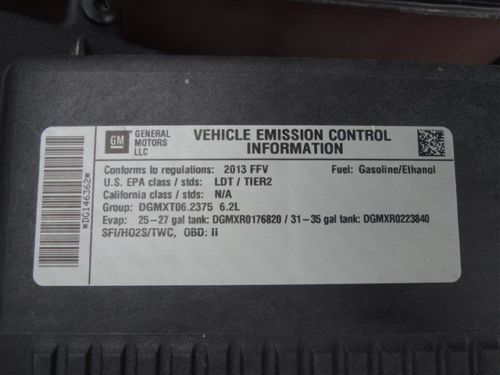 GM
GENERAL MOTORS LLC
VEHICLE EMISSION CONTROL INFORMATION
Conforms to regulations: 2013 FFV Fuel: Gasoline/Ethanol
U.S. EPA class / stds: LDT / TIER2
California class / stds: N/A
Group: DGMXT06.2375 6.2L
Evap: 25-27 gal tank: DGMXR0176820 / 31-35 gal tank: DGMXR0223840
SFI/HO2S/TWC, OBD: ii
*DG146362*